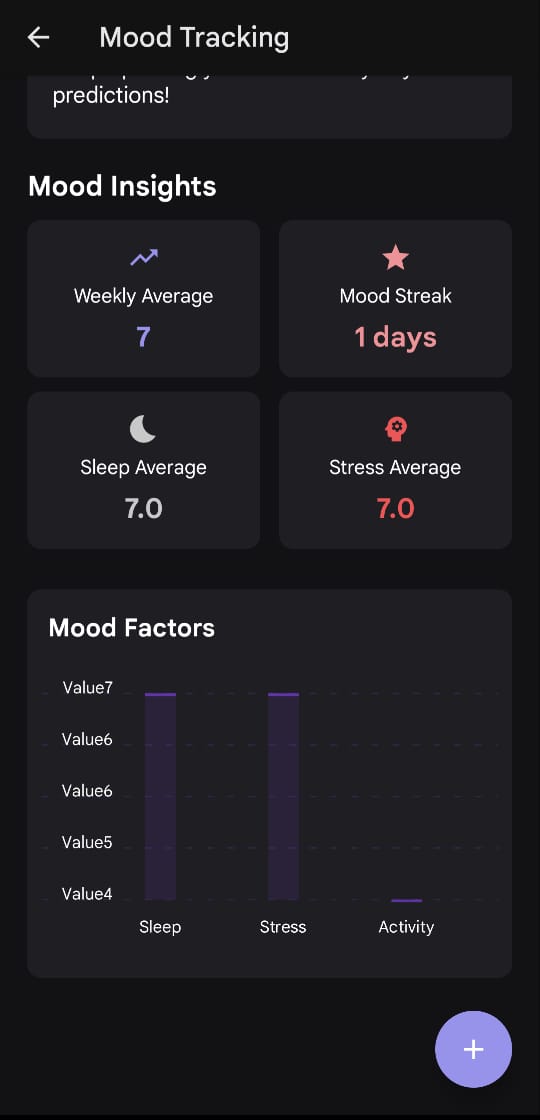 Mood Tracking
predictions!
Mood Insights
Weekly Average
7
Mood Streak
1 days
Sleep Average
7.0
Stress Average
7.0
Mood Factors
Value7
Value6
Value6
Value5
Value4
Sleep
Stress
Activity